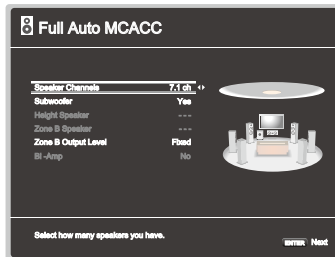 Full Auto MCACC
Speaker Channels 7.1 ch
Subwoofer Yes
Height Speaker ---
Zone B Speaker ---
Zone B Output Level Fixed
Bi -Amp No
Select how many speakers you have.
ENTER Next